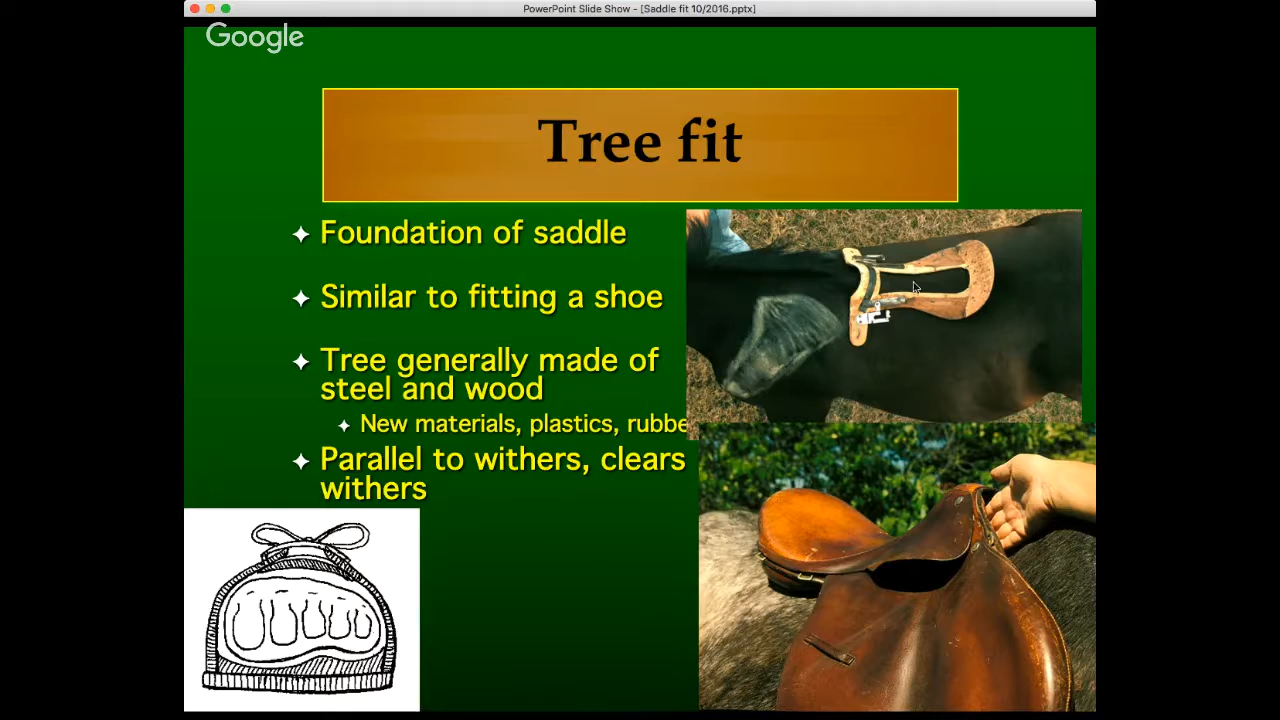 PowerPoint Slide Show - [Saddle fit 10/2016.pptx]
Google
Tree fit
Foundation of saddle
Similar to fitting a shoe
Tree generally made of
steel and wood
New materials, plastics, rubbe
Parallel to withers, clears
withers